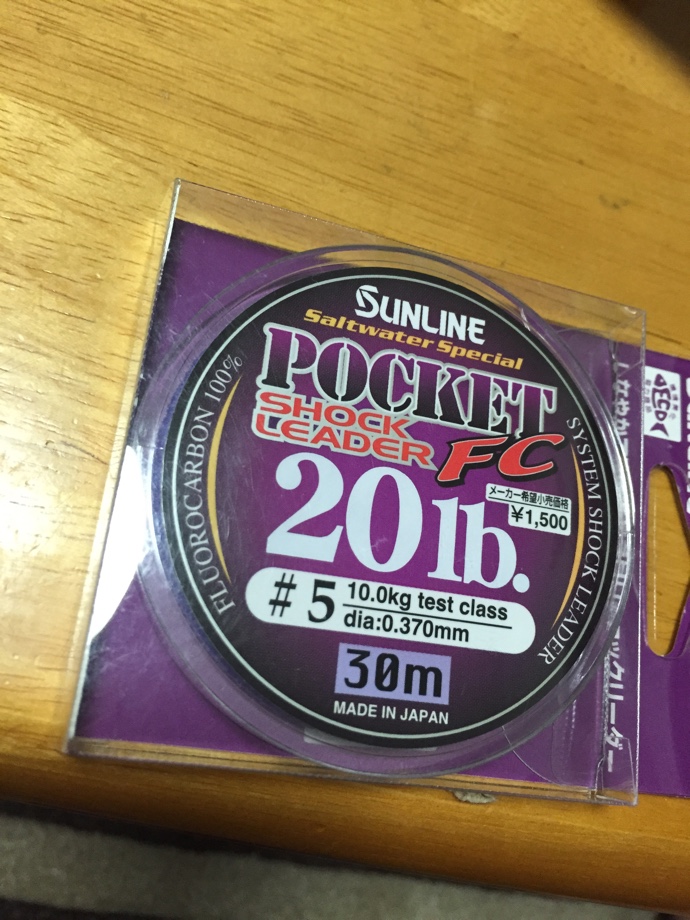 SUNLINE
Saltwater Special
POCKET
SHOCK
LEADER FC
20lb.
メーカー希望小売価格
¥1,500
#5 10.0kg test class
dia:0.370mm
30m
MADE IN JAPAN
FLUOROCARBON 100%
SYSTEM SHOCK LEADER